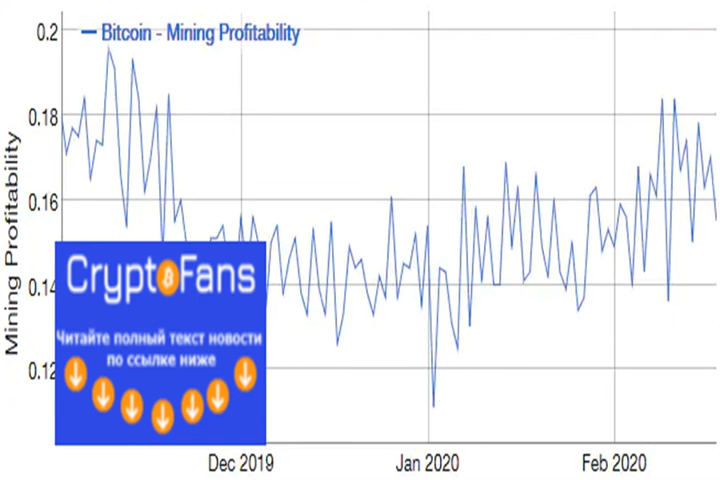 Bitcoin - Mining Profitability
0.2
0.18
0.16
0.14
0.12
Mining Profitability
CryptoFans
Читайте полный текст новости
по ссылке ниже
Dec 2019
Jan 2020
Feb 2020